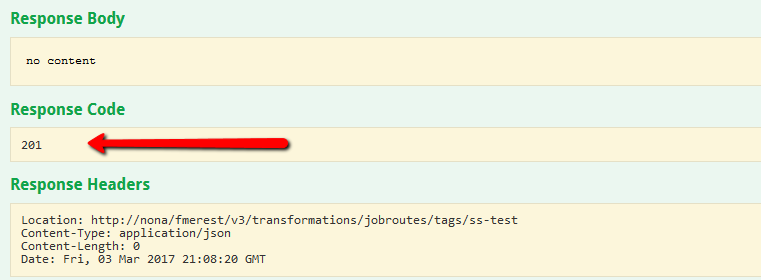 Response Body
no content
Response Code
201
Response Headers
Location: http://nona/fmerest/v3/transformations/jobroutes/tags/ss-test
Content-Type: application/json
Content-Length: 0
Date: Fri, 03 Mar 2017 21:08:20 GMT